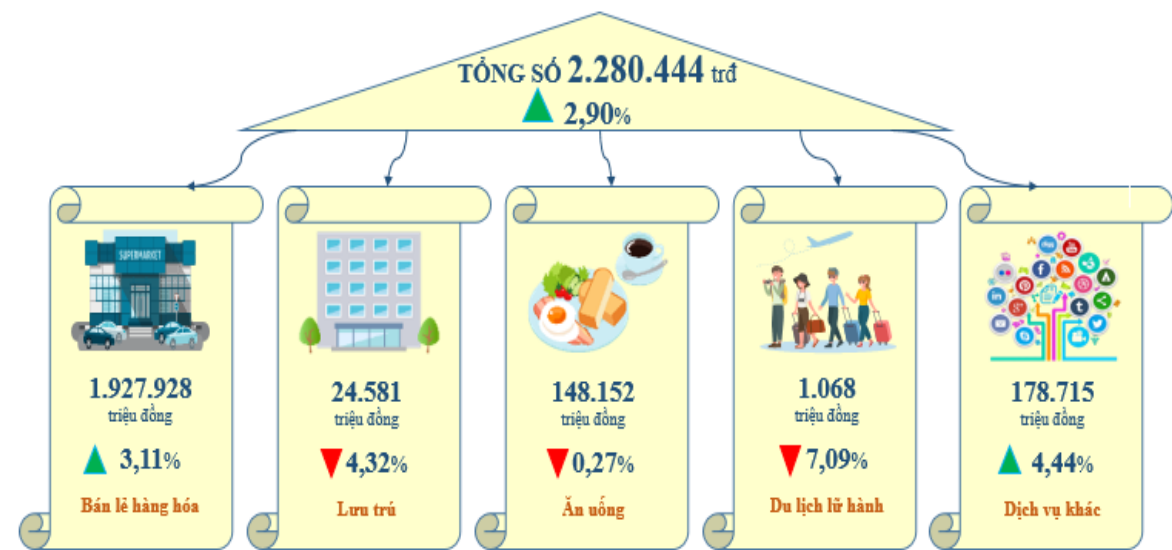 TỔNG SỐ 2.280.444 trđ
2,90%
SUPERMARKET
1.927.928
triệu đồng
3,11%
Bán lẻ hàng hóa
24.581
triệu đồng
4,32%
Lưu trú
148.152
triệu đồng
0,27%
Ăn uống
1.068
triệu đồng
7,09%
Du lịch lữ hành
178.715
triệu đồng
4,44%
Dịch vụ khác